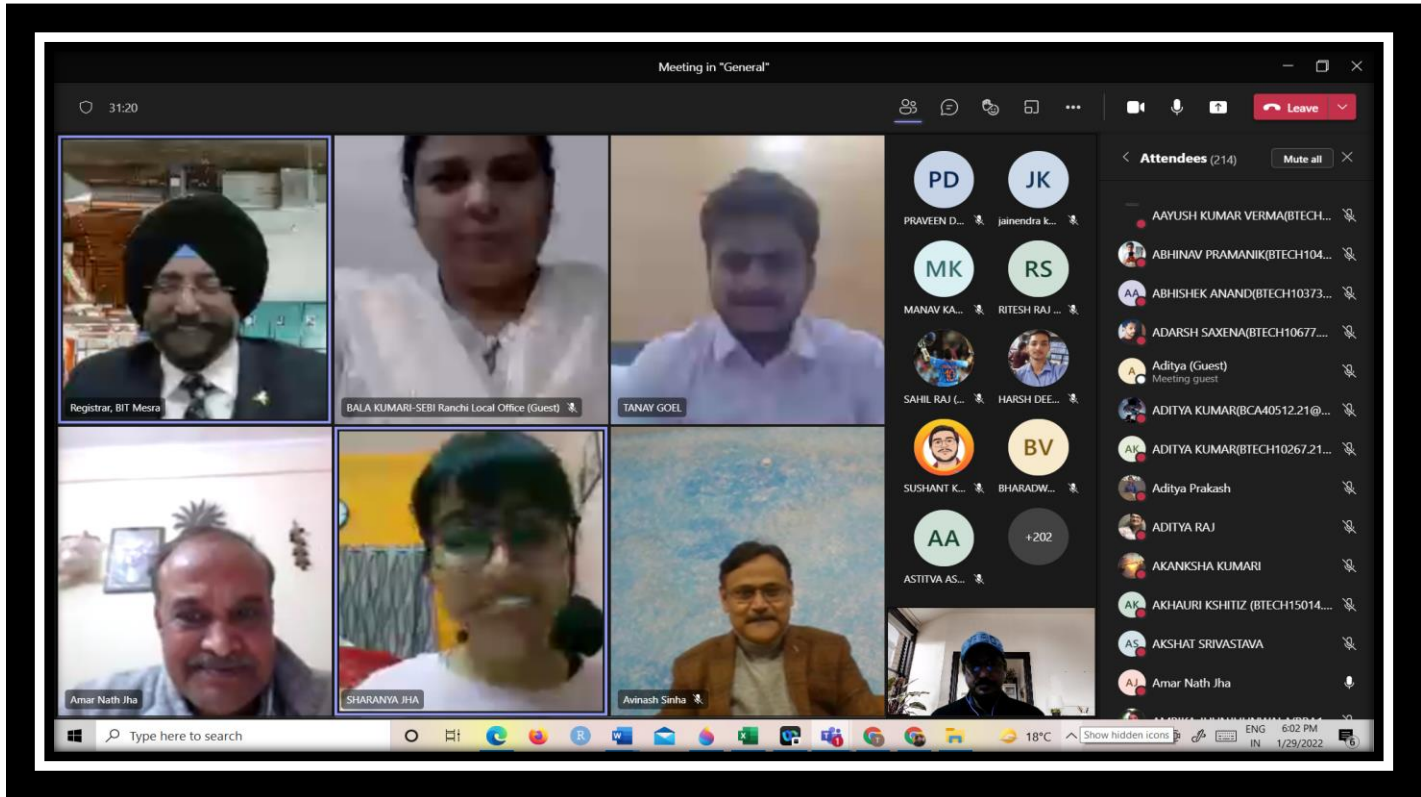 Meeting in "General"
31:20
Leave
Registrar, BIT Mesra
BALA KUMARI-SEBI Ranchi Local Office (Guest)
TANAY GOEL
Amar Nath Jha
SHARANYA JHA
Avinash Sinha
PD
JK
PRAVEEN D...
jainendra k...
MK
RS
MANAV KA...
RITESH RAJ ...
SAHIL RAJ (...
HARSH DEE...
BV
SUSHANT K...
BHARADW...
AA
+202
ASTITVA AS...
Attendees (214)
Mute all
AAYUSH KUMAR VERMA(BTECH...
ABHINAV PRAMANIK(BTECH104...
AA
ABHISHEK ANAND(BTECH10373...
ADARSH SAXENA(BTECH10677....
A
Aditya (Guest)
Meeting guest
ADITYA KUMAR(BCA40512.21@...
AK
ADITYA KUMAR(BTECH10267.21...
Aditya Prakash
ADITYA RAJ
AKANKSHA KUMARI
AK
AKHAURI KSHITIZ (BTECH15014....
AS
AKSHAT SRIVASTAVA
AJ
Amar Nath Jha
Type here to search
18°C
Show hidden icons
ENG
IN
6:02 PM
1/29/2022
6